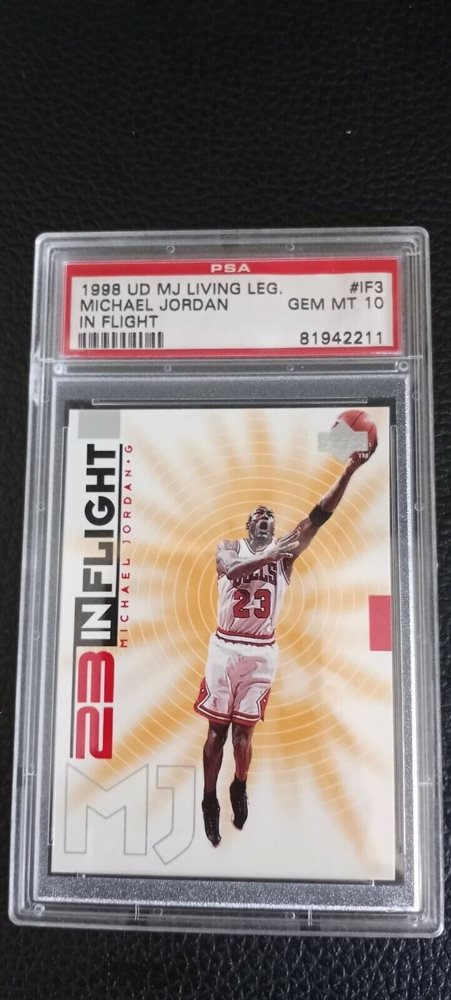 PSA
1998 UD MJ LIVING LEG. #IF3
MICHAEL JORDAN GEM MT 10
IN FLIGHT
81942211
23 IN FLIGHT
MICHAEL JORDAN • G
TM
BULLS
23
MJ